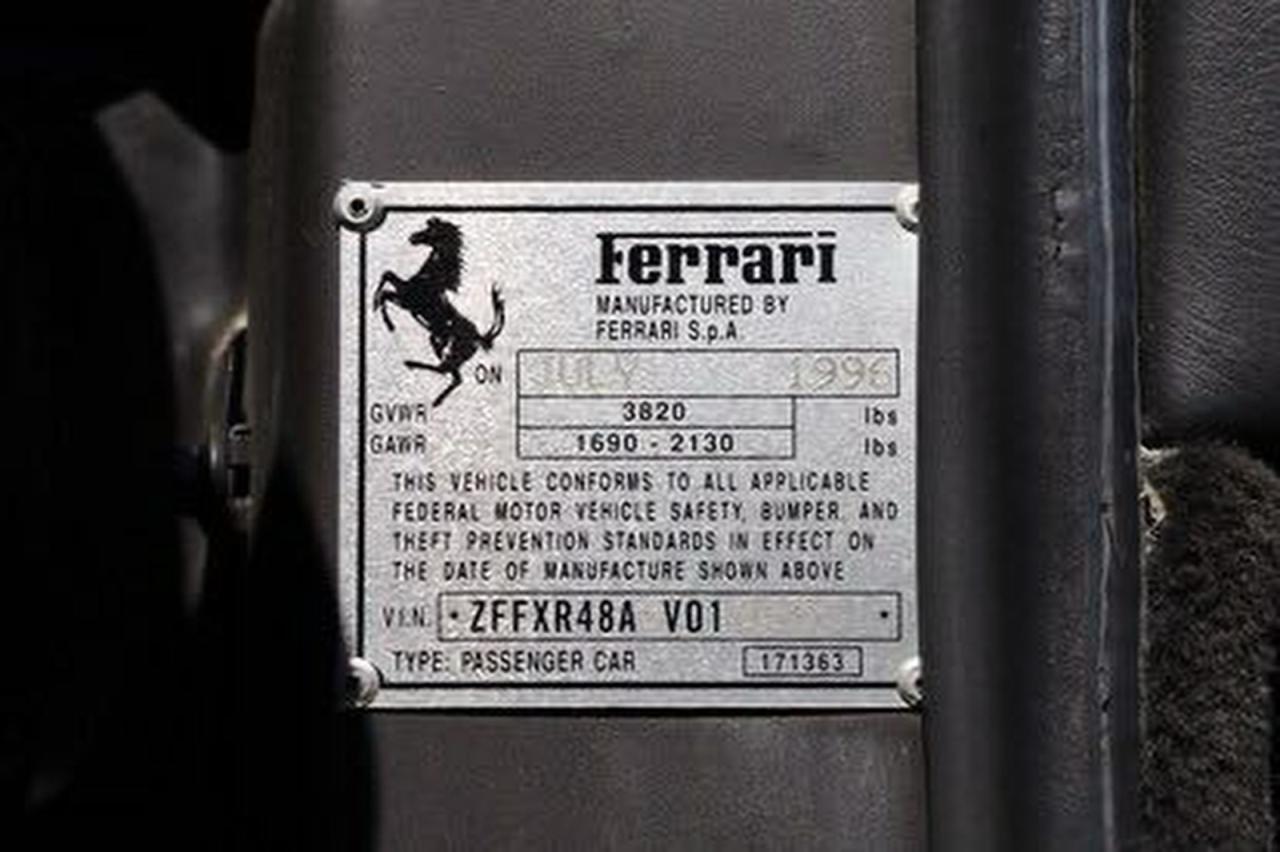 Ferrari
MANUFACTURED BY
FERRARI S.p.A.
ON JULY 1996
GVWR 3820 lbs
GAWR 1690 - 2130 lbs
THIS VEHICLE CONFORMS TO ALL APPLICABLE
FEDERAL MOTOR VEHICLE SAFETY, BUMPER, AND
THEFT PREVENTION STANDARDS IN EFFECT ON
THE DATE OF MANUFACTURE SHOWN ABOVE
V.I.N. · ZFFXR48A V01 ·
TYPE: PASSENGER CAR 171363